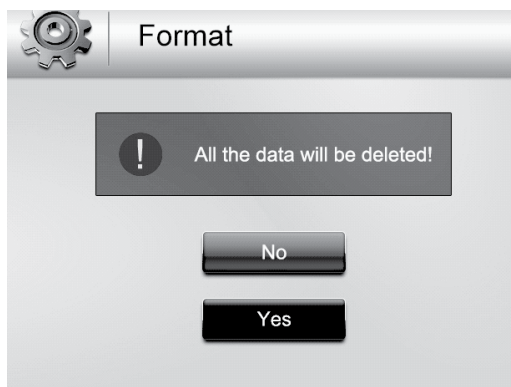 Format
All the data will be deleted!
No
Yes